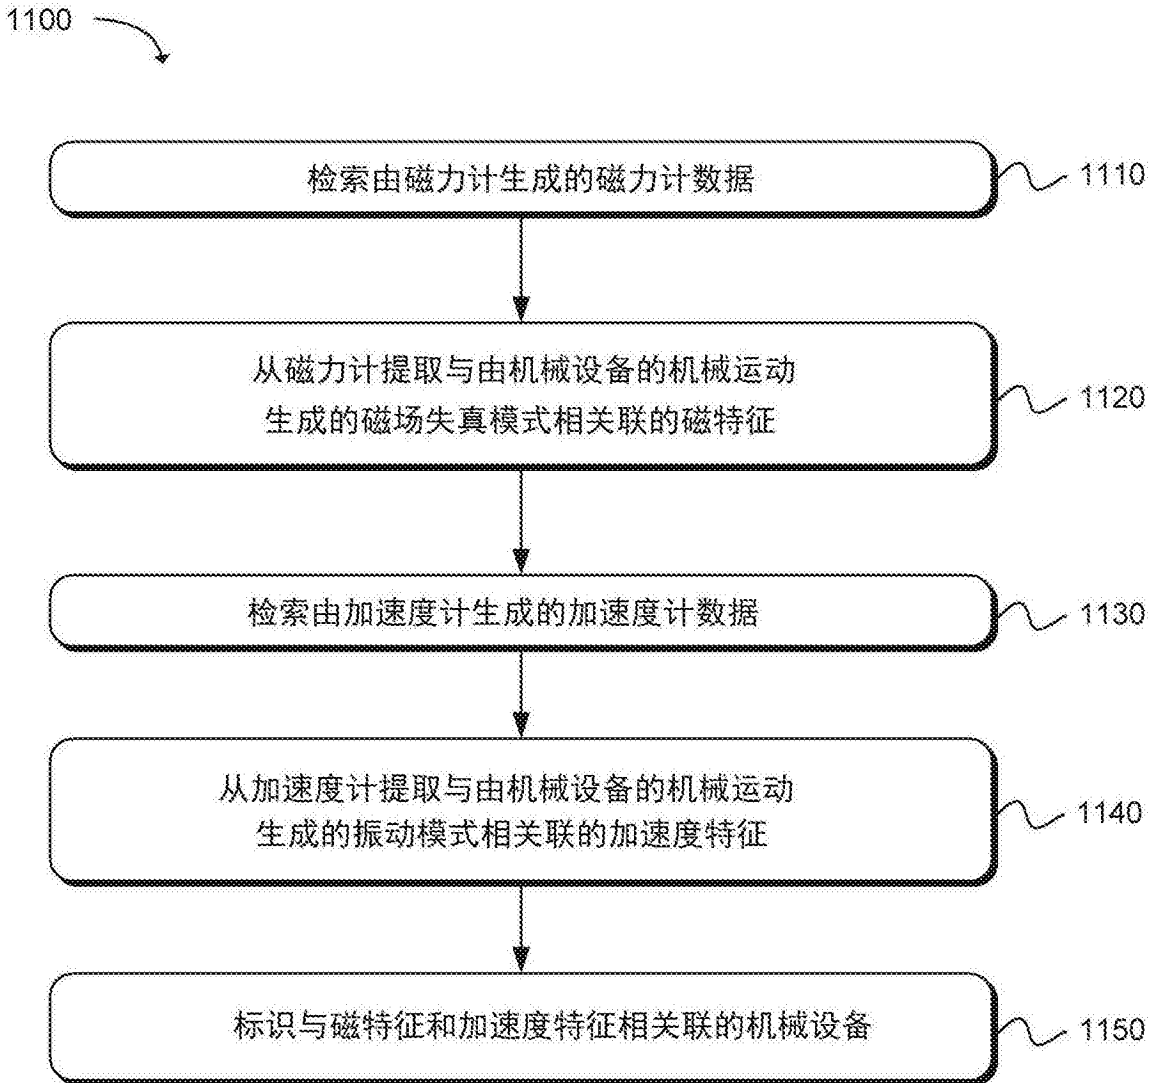 1100
检索由磁力计生成的磁力计数据
1110
从磁力计提取与由机械设备的机械运动
生成的磁场失真模式相关联的磁特征
1120
检索由加速度计生成的加速度计数据
1130
从加速度计提取与由机械设备的机械运动
生成的振动模式相关联的加速度特征
1140
标识与磁特征和加速度特征相关联的机械设备
1150